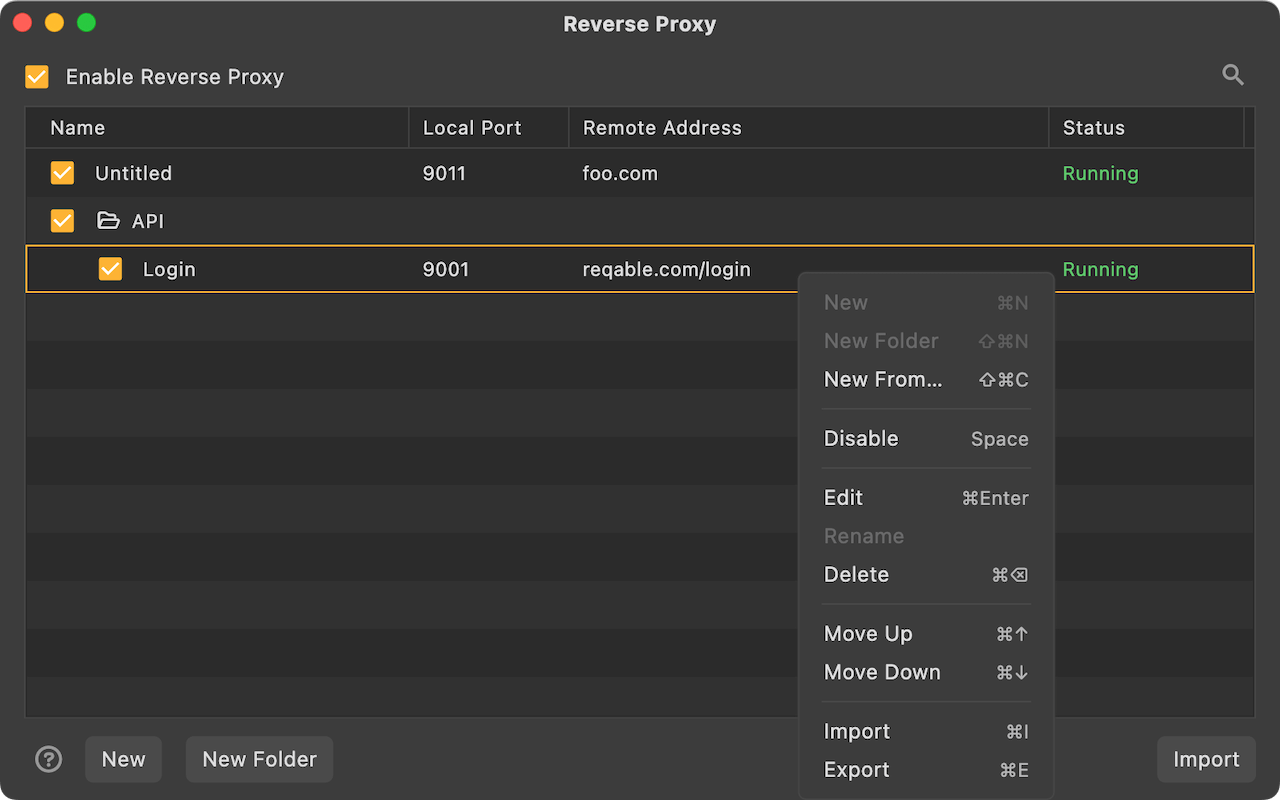 Reverse Proxy
Enable Reverse Proxy
Name Local Port Remote Address Status
Untitled 9011 foo.com Running
API
Login 9001 reqable.com/login Running
New ⌘N
New Folder ⇧⌘N
New From... ⇧⌘C
Disable Space
Edit ⌘Enter
Rename
Delete ⌘⌫
Move Up ⌘↑
Move Down ⌘↓
Import ⌘I
Export ⌘E
? New New Folder Import